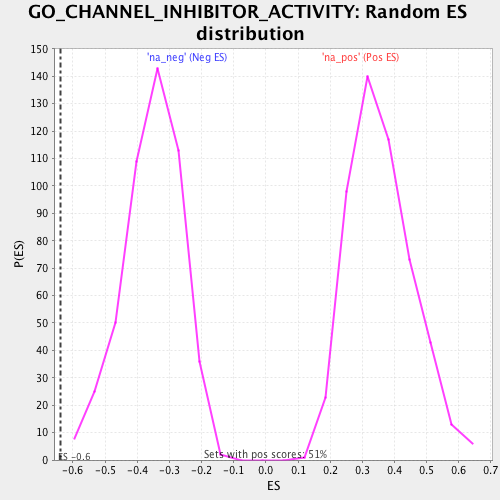 GO_CHANNEL_INHIBITOR_ACTIVITY: Random ES
distribution
'na_neg' (Neg ES) 'na_pos' (Pos ES)
P(ES)
150
140
130
120
110
100
90
80
70
60
50
40
30
20
10
0
ES -0.6
Sets with pos scores: 51%
-0.6 -0.5 -0.4 -0.3 -0.2 -0.1 0.0 0.1 0.2 0.3 0.4 0.5 0.6 0.7
ES